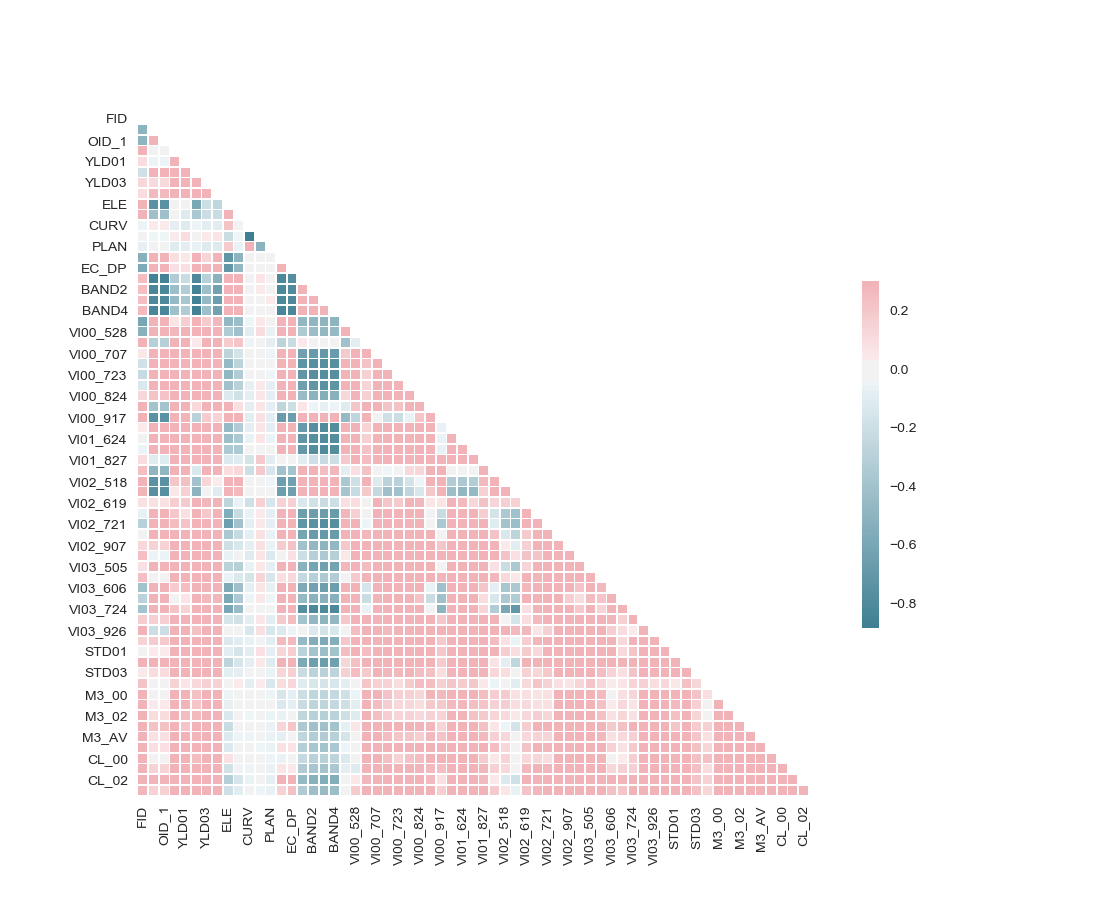 FID
OID_1
YLD01
YLD03
ELE
CURV
PLAN
EC_DP
BAND2
BAND4
VI00_528
VI00_707
VI00_723
VI00_824
VI00_917
VI01_624
VI01_827
VI02_518
VI02_619
VI02_721
VI02_907
VI03_505
VI03_606
VI03_724
VI03_926
STD01
STD03
M3_00
M3_02
M3_AV
CL_00
CL_02
FID
OID_1
YLD01
YLD03
ELE
CURV
PLAN
EC_DP
BAND2
BAND4
VI00_528
VI00_707
VI00_723
VI00_824
VI00_917
VI01_624
VI01_827
VI02_518
VI02_619
VI02_721
VI02_907
VI03_505
VI03_606
VI03_724
VI03_926
STD01
STD03
M3_00
M3_02
M3_AV
CL_00
CL_02
0.2
0.0
−0.2
−0.4
−0.6
−0.8